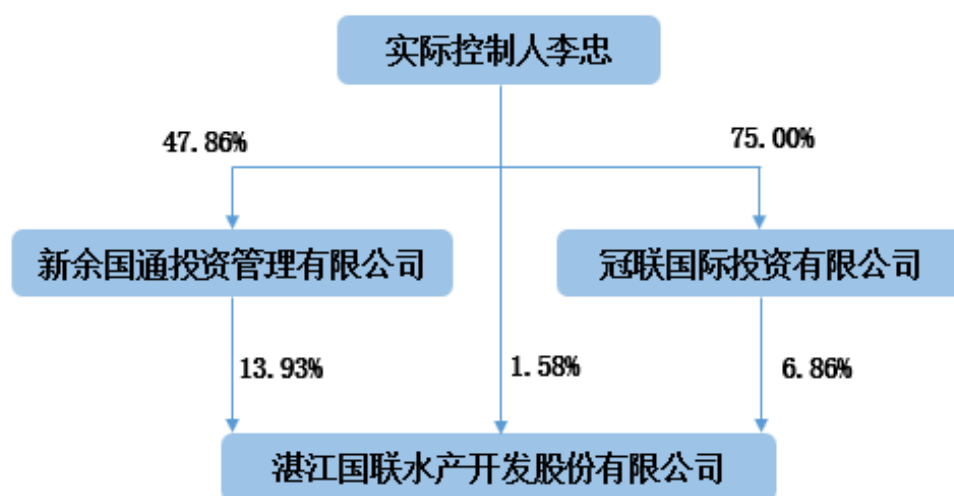 实际控制人李忠
47.86%
75.00%
新余国通投资管理有限公司
冠联国际投资有限公司
13.93%
1.58%
6.86%
湛江国联水产开发股份有限公司